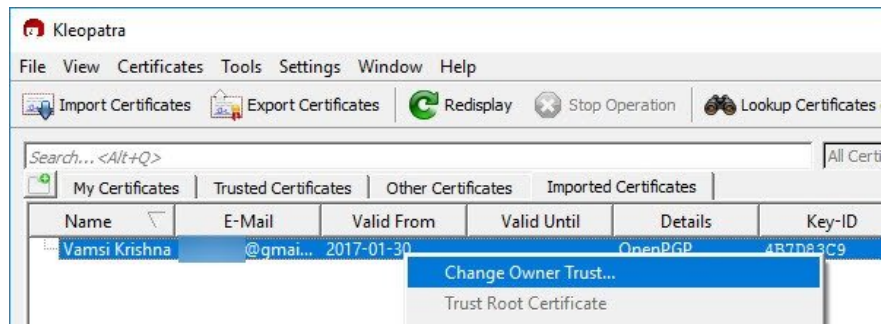 Kleopatra
File View Certificates Tools Settings Window Help
Import Certificates Export Certificates Redisplay Stop Operation Lookup Certificates
Search...<Alt+Q> All Certi
My Certificates Trusted Certificates Other Certificates Imported Certificates
Name E-Mail Valid From Valid Until Details Key-ID
Vamsi Krishna @gmai... 2017-01-30 OpenPGP 4B7D83C9
Change Owner Trust...
Trust Root Certificate